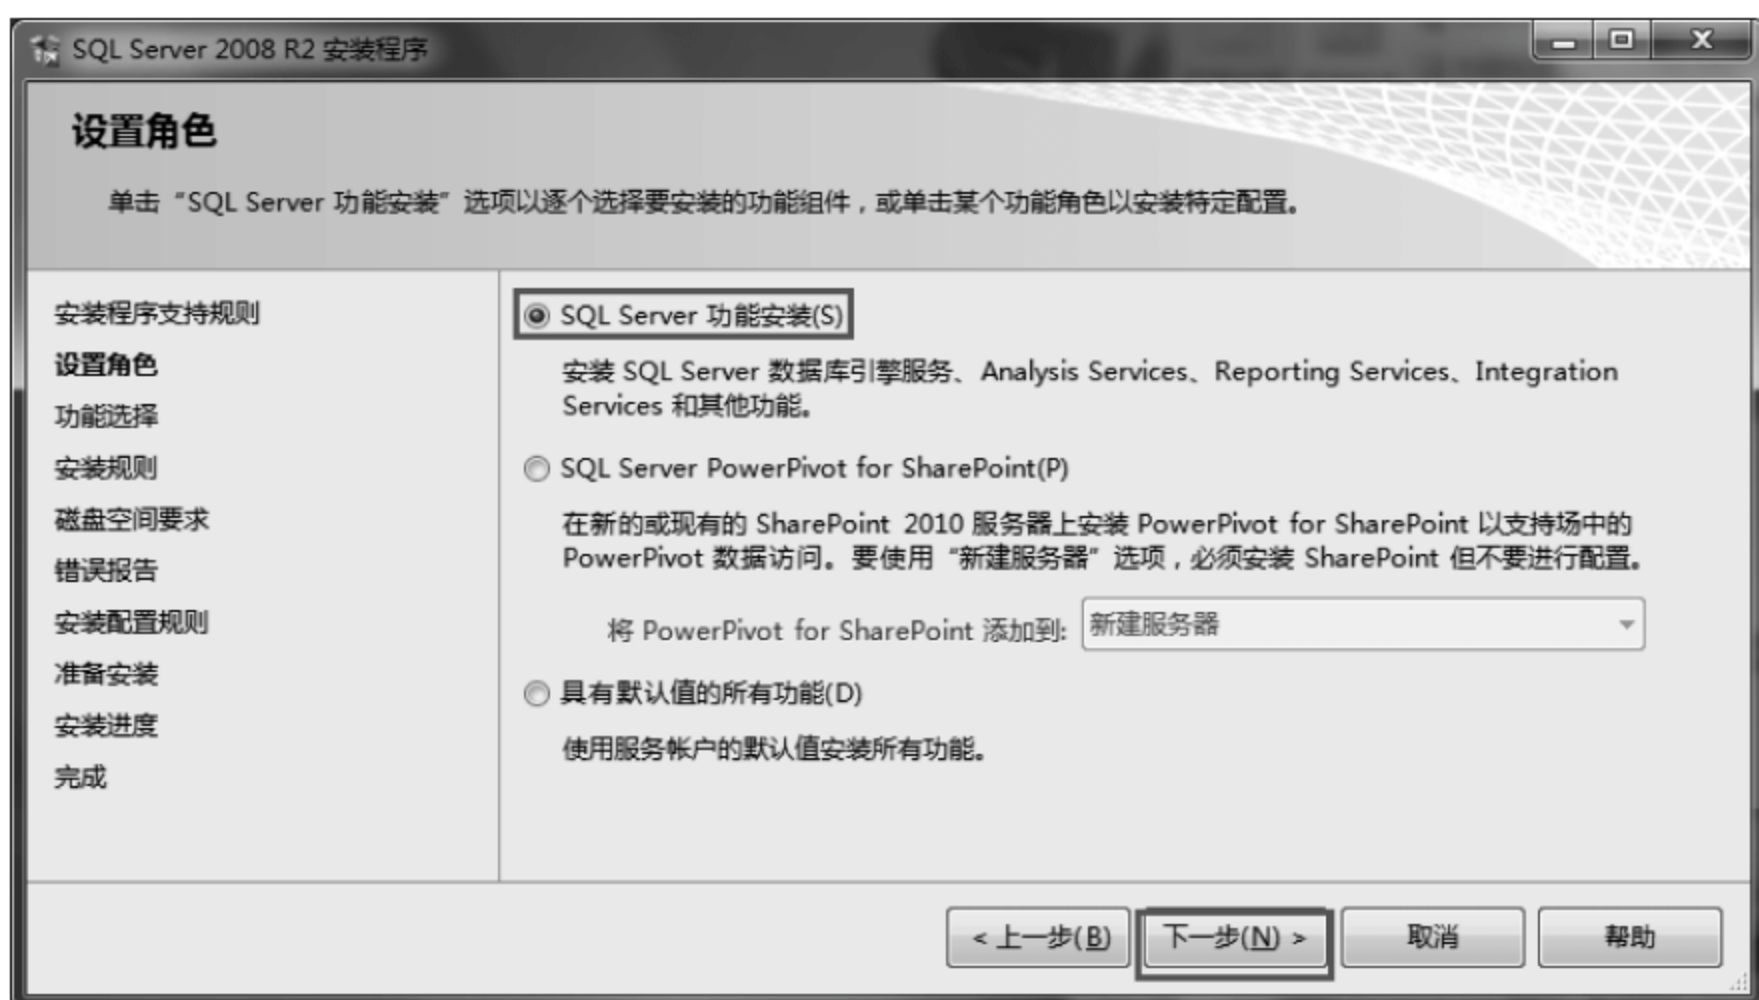 SQL Server 2008 R2 安装程序
设置角色
单击“SQL Server 功能安装”选项以逐个选择要安装的功能组件，或单击某个功能角色以安装特定配置。
安装程序支持规则
设置角色
功能选择
安装规则
磁盘空间要求
错误报告
安装配置规则
准备安装
安装进度
完成
SQL Server 功能安装(S)
安装 SQL Server 数据库引擎服务、Analysis Services、Reporting Services、Integration
Services 和其他功能。
SQL Server PowerPivot for SharePoint(P)
在新的或现有的 SharePoint 2010 服务器上安装 PowerPivot for SharePoint 以支持场中的
PowerPivot 数据访问。要使用“新建服务器”选项，必须安装 SharePoint 但不要进行配置。
将 PowerPivot for SharePoint 添加到: 新建服务器
具有默认值的所有功能(D)
使用服务帐户的默认值安装所有功能。
< 上一步(B) 下一步(N) > 取消 帮助